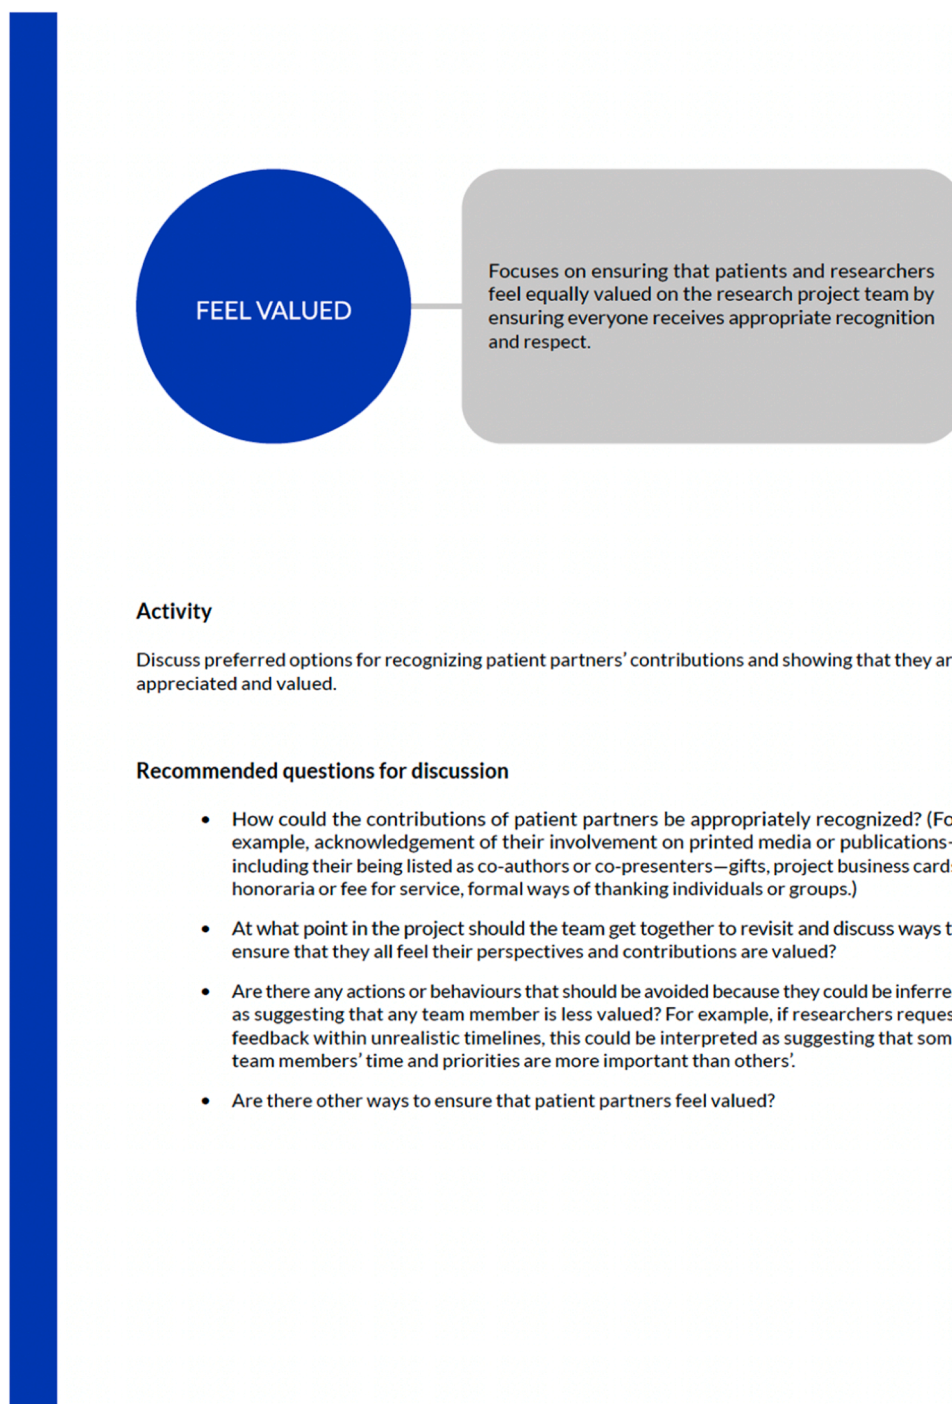 FEEL VALUED
Focuses on ensuring that patients and researchers
feel equally valued on the research project team by
ensuring everyone receives appropriate recognition
and respect.
Activity
Discuss preferred options for recognizing patient partners’ contributions and showing that they ar
appreciated and valued.
Recommended questions for discussion
• How could the contributions of patient partners be appropriately recognized? (Fo
example, acknowledgement of their involvement on printed media or publications—
including their being listed as co-authors or co-presenters—gifts, project business card
honoraria or fee for service, formal ways of thanking individuals or groups.)
• At what point in the project should the team get together to revisit and discuss ways t
ensure that they all feel their perspectives and contributions are valued?
• Are there any actions or behaviours that should be avoided because they could be inferre
as suggesting that any team member is less valued? For example, if researchers reques
feedback within unrealistic timelines, this could be interpreted as suggesting that som
team members’ time and priorities are more important than others’.
• Are there other ways to ensure that patient partners feel valued?